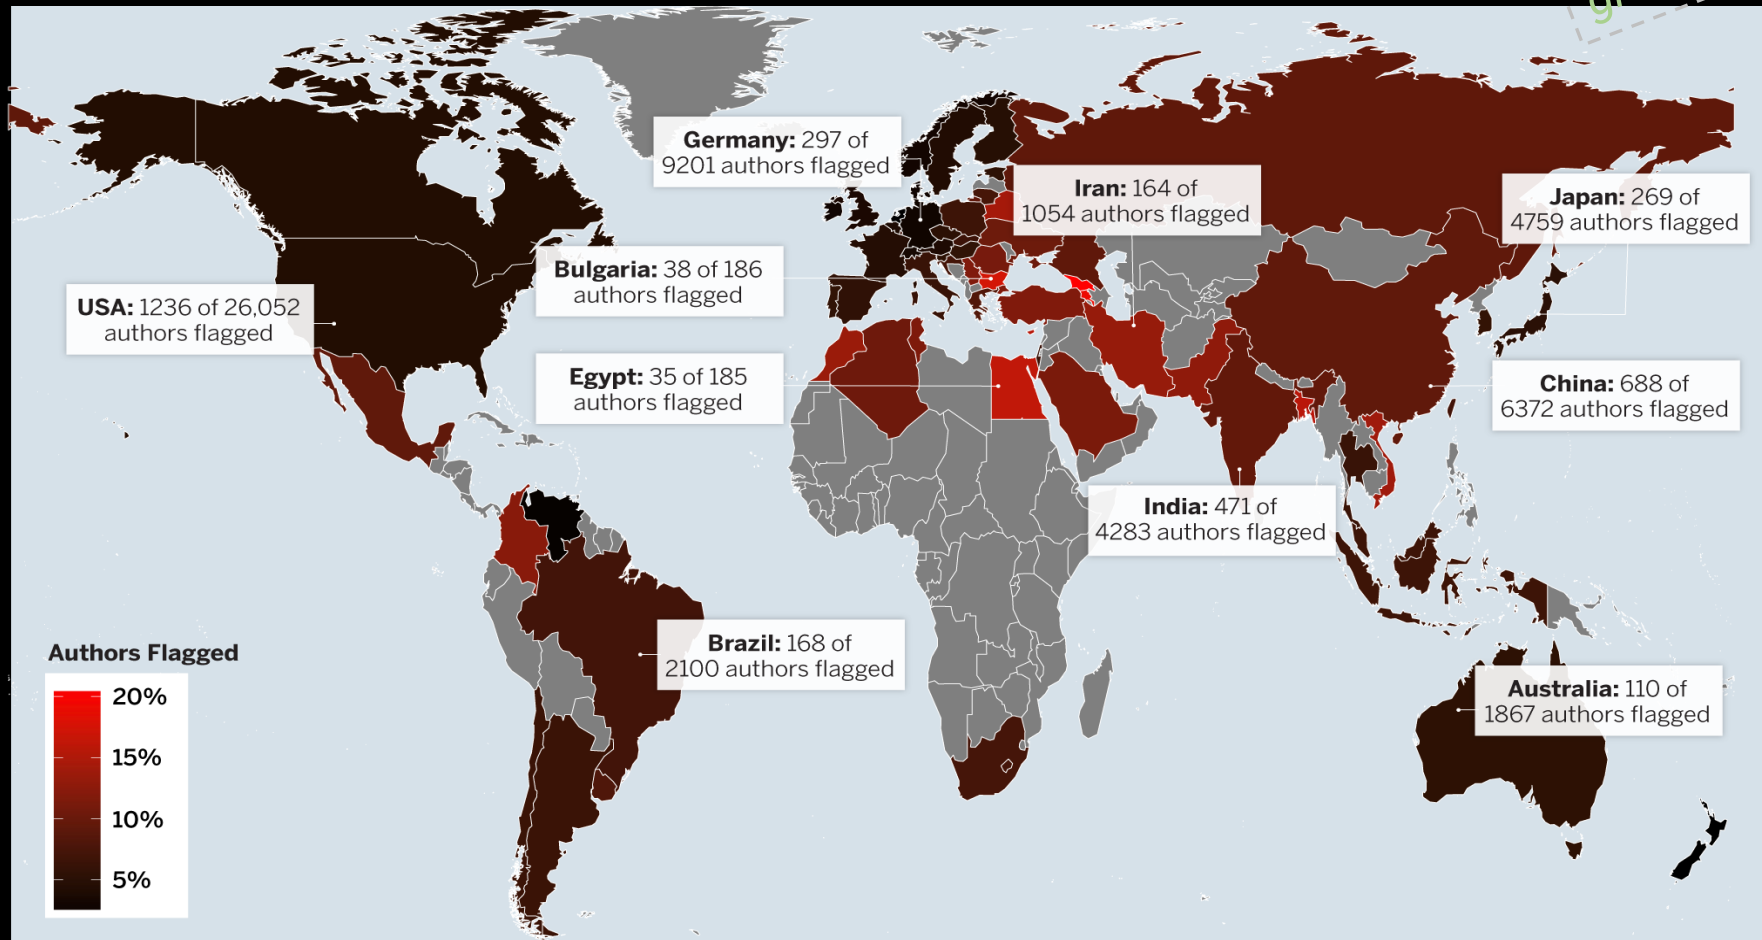 Germany: 297 of
9201 authors flagged
Iran: 164 of
1054 authors flagged
Japan: 269 of
4759 authors flagged
Bulgaria: 38 of 186
authors flagged
USA: 1236 of 26,052
authors flagged
Egypt: 35 of 185
authors flagged
China: 688 of
6372 authors flagged
India: 471 of
4283 authors flagged
Brazil: 168 of
2100 authors flagged
Australia: 110 of
1867 authors flagged
Authors Flagged
20%
15%
10%
5%